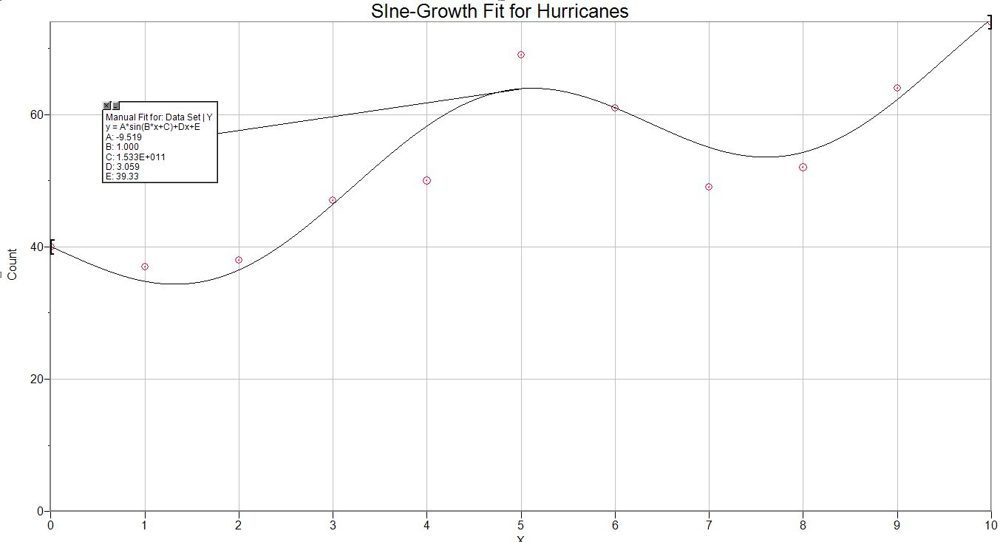 SIne-Growth Fit for Hurricanes
Manual Fit for: Data Set | Y
y = A*sin(B*x+C)+Dx+E
A: -9.519
B: 1.000
C: 1.533E+011
D: 3.059
E: 39.33
60
40
20
0
Count
0 1 2 3 4 5 6 7 8 9 10
X